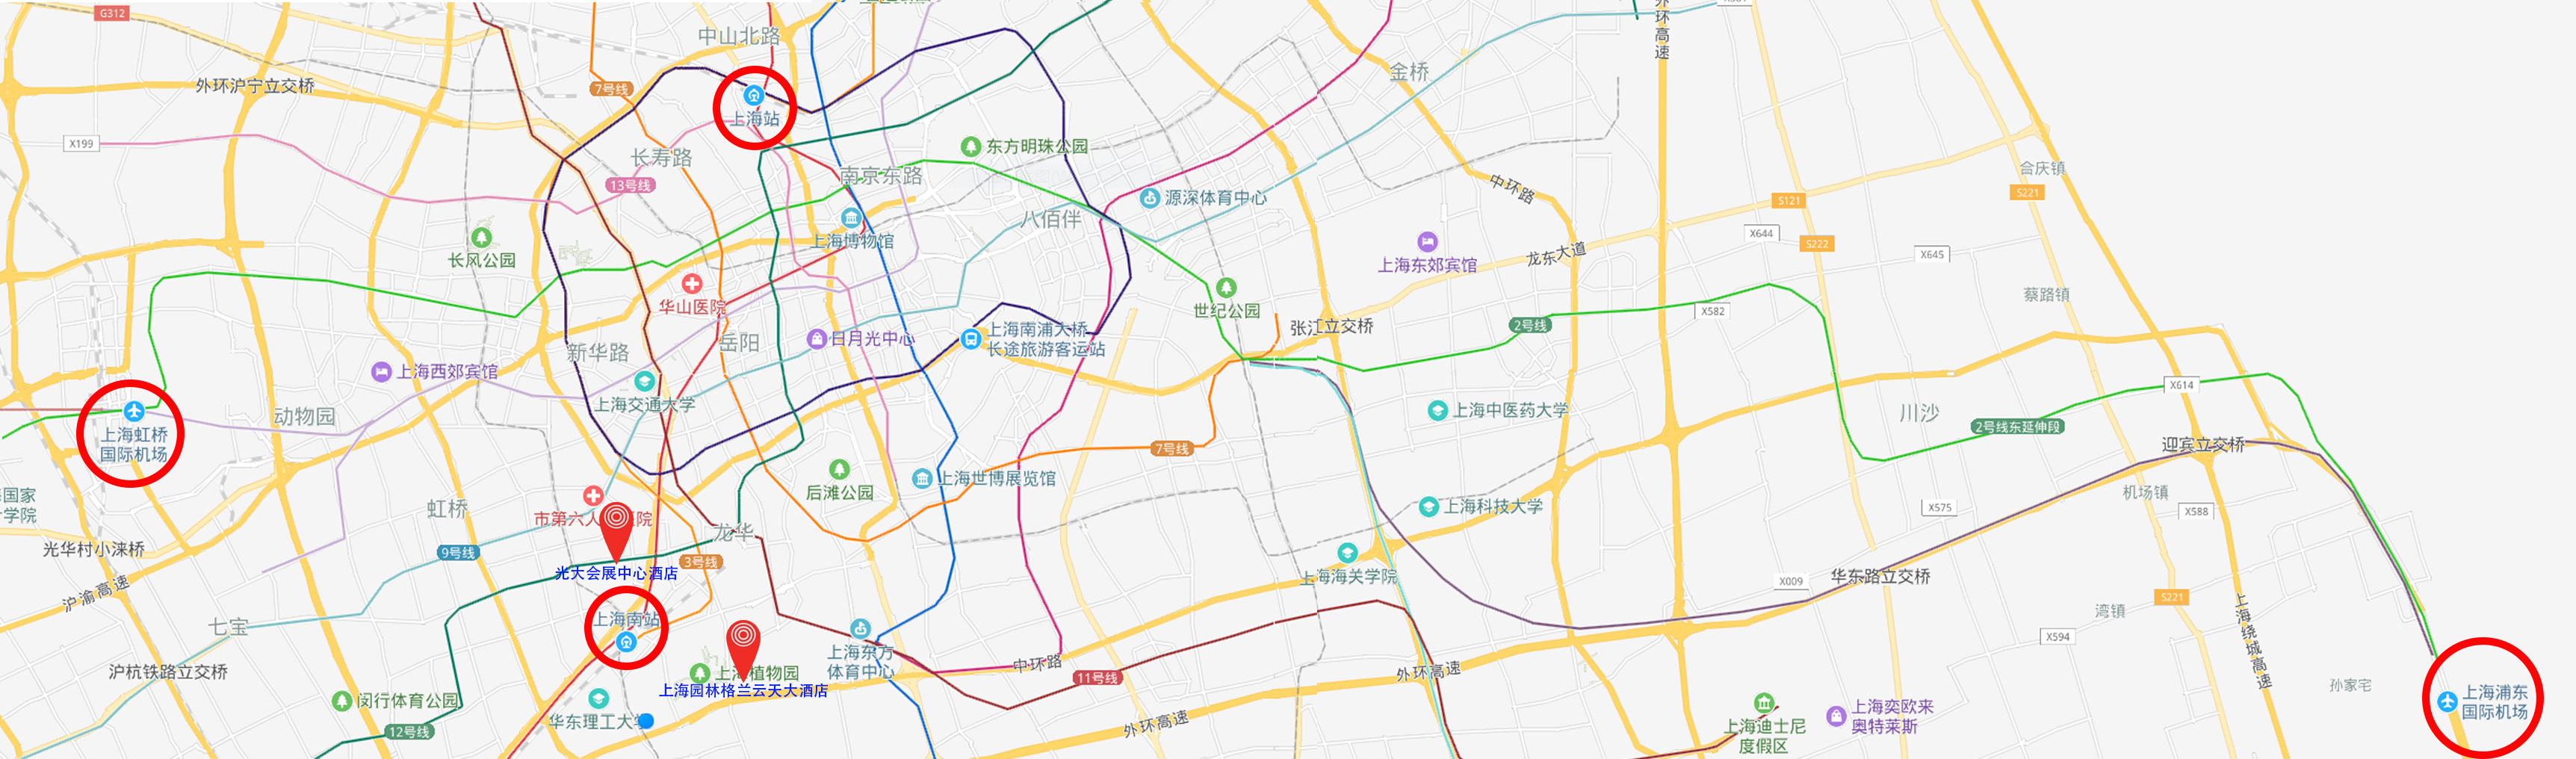 G312
中山北路
外环高速
金桥
外环沪宁立交桥
7号线
上海站
X199
长寿路
13号线
南京东路
东方明珠公园
中环路
合庆镇
S221
S121
源深体育中心
八佰伴
上海博物馆
长风公园
上海东郊宾馆
龙东大道
X644
S222
X645
华山医院
世纪公园
蔡路镇
张江立交桥
2号线
X582
新华路
岳阳
日月光中心
上海南浦大桥
长途旅游客运站
上海西郊宾馆
上海交通大学
动物园
上海虹桥
国际机场
上海中医药大学
川沙
X614
2号线东延伸段
迎宾立交桥
7号线
后滩公园
上海世博展览馆
国家
学院
虹桥
市第六人
院
龙华
上海科技大学
机场镇
X575
X588
光华村小涞桥
9号线
3号线
光大会展中心酒店
上海海关学院
X009
华东路立交桥
沪渝高速
S221
湾镇
上海绕城高速
上海南站
七宝
X594
上海东方
体育中心
中环路
外环高速
沪杭铁路立交桥
上海植物园
上海园林格兰云天大酒店
11号线
孙家宅
闵行体育公园
华东理工大学
12号线
外环高速
上海迪士尼
度假区
上海奕欧来
奥特莱斯
上海浦东
国际机场